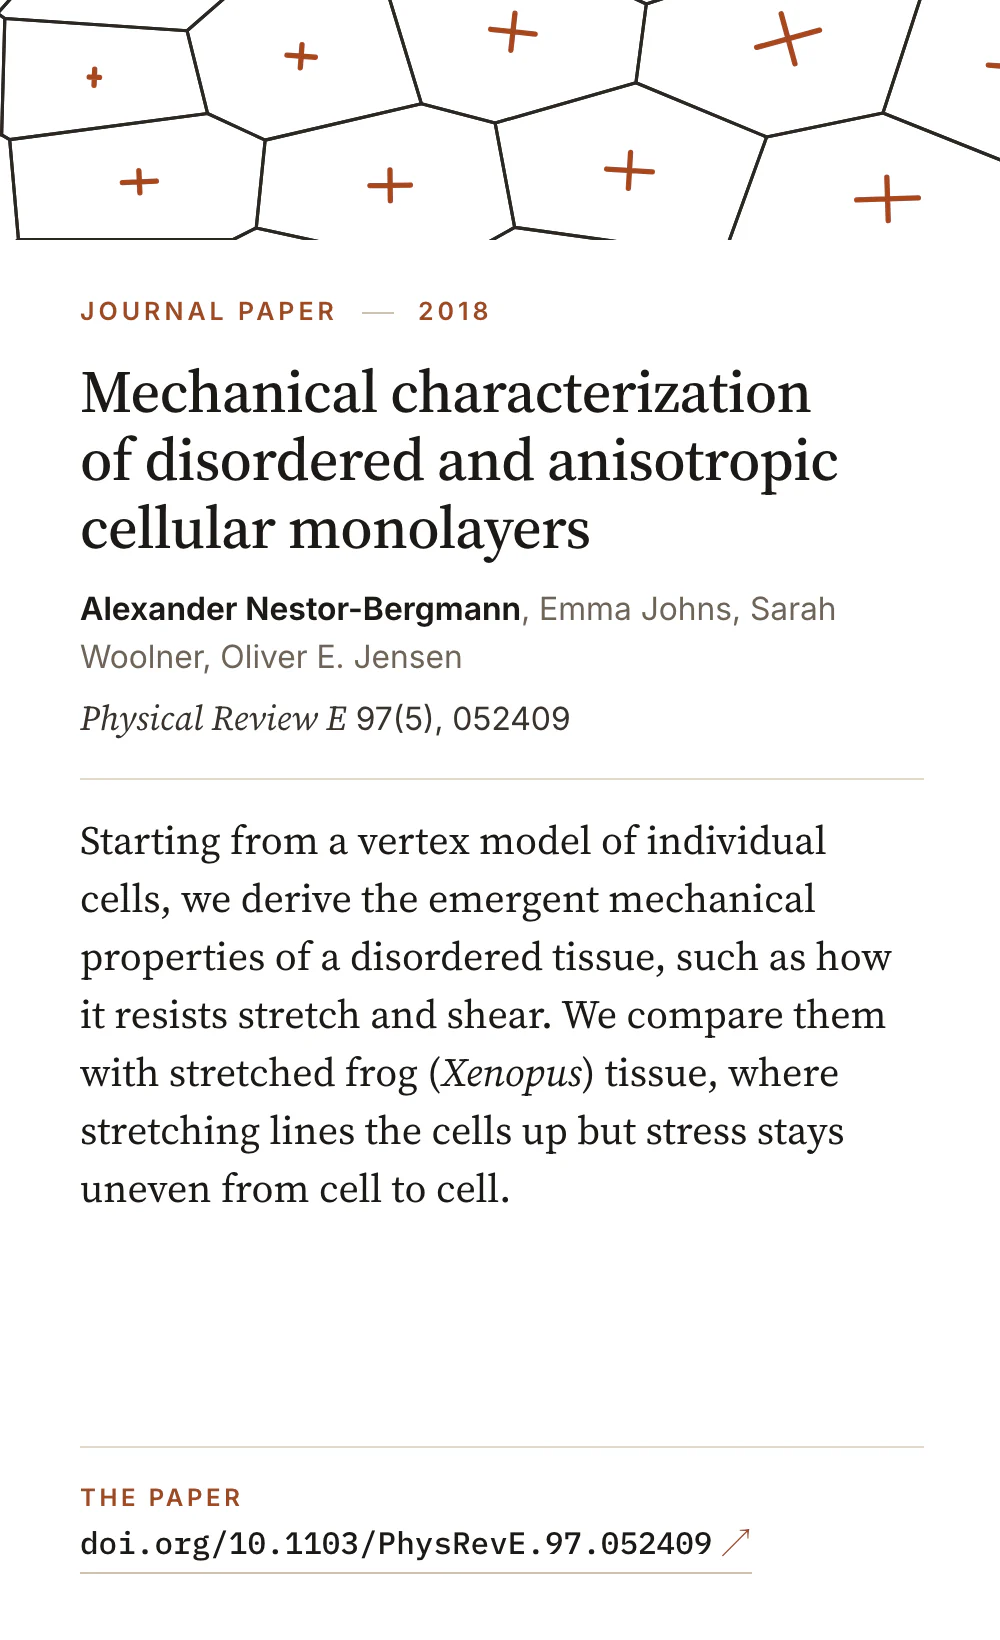 JOURNAL PAPER — 2018
Mechanical characterization
of disordered and anisotropic
cellular monolayers
Alexander Nestor-Bergmann, Emma Johns, Sarah
Woolner, Oliver E. Jensen
Physical Review E 97(5), 052409
Starting from a vertex model of individual
cells, we derive the emergent mechanical
properties of a disordered tissue, such as how
it resists stretch and shear. We compare them
with stretched frog (Xenopus) tissue, where
stretching lines the cells up but stress stays
uneven from cell to cell.
THE PAPER
doi.org/10.1103/PhysRevE.97.052409 ↗